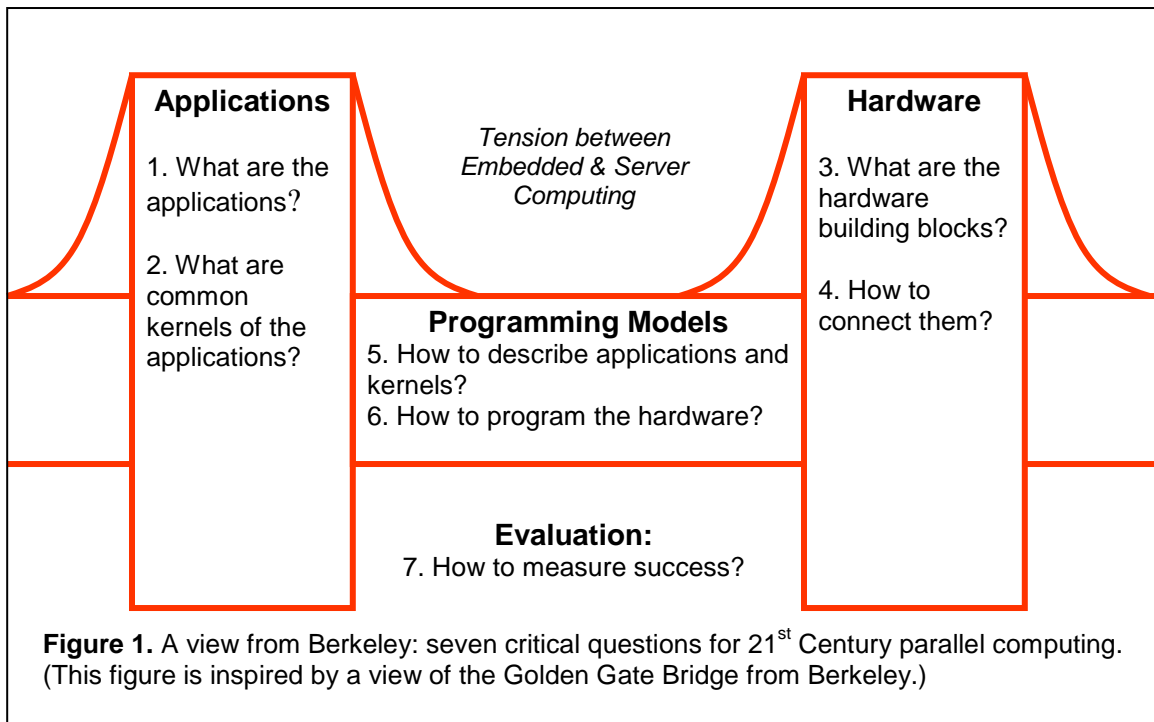 Applications
1. What are the
applications?
2. What are
common
kernels of the
applications?
Tension between
Embedded & Server
Computing
Hardware
3. What are the
hardware
building blocks?
4. How to
connect them?
Programming Models
5. How to describe applications and
kernels?
6. How to program the hardware?
Evaluation:
7. How to measure success?
Figure 1. A view from Berkeley: seven critical questions for 21st Century parallel computing.
(This figure is inspired by a view of the Golden Gate Bridge from Berkeley.)